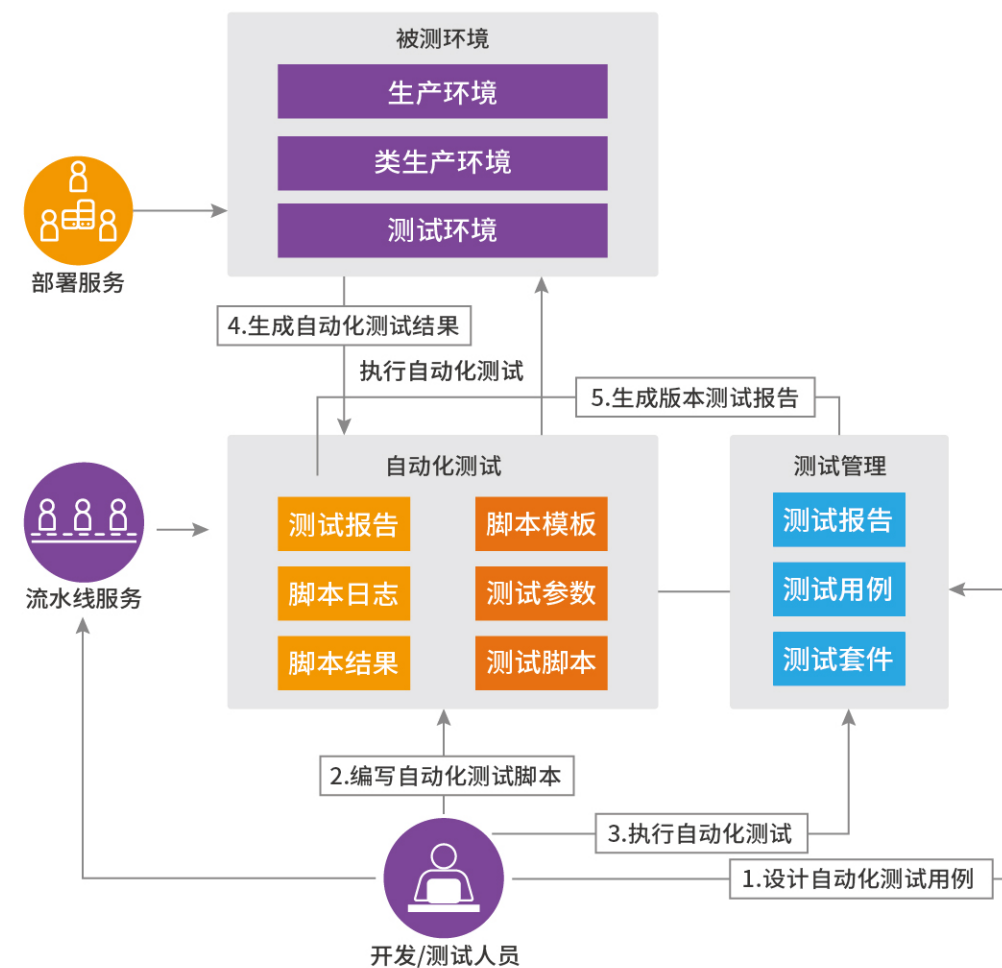 被测环境
生产环境
类生产环境
测试环境
部署服务
4.生成自动化测试结果
执行自动化测试
5.生成版本测试报告
自动化测试
测试报告
脚本模板
脚本日志
测试参数
脚本结果
测试脚本
测试管理
测试报告
测试用例
测试套件
流水线服务
2.编写自动化测试脚本
3.执行自动化测试
1.设计自动化测试用例
开发/测试人员